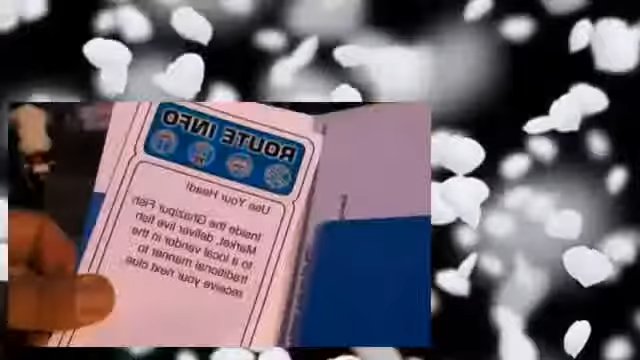 ROUTE INFO
Use Your Head!
Inside the Ghazipur Fish
Market, deliver live fish
to a local vendor in the
traditional manner to
receive your next clue